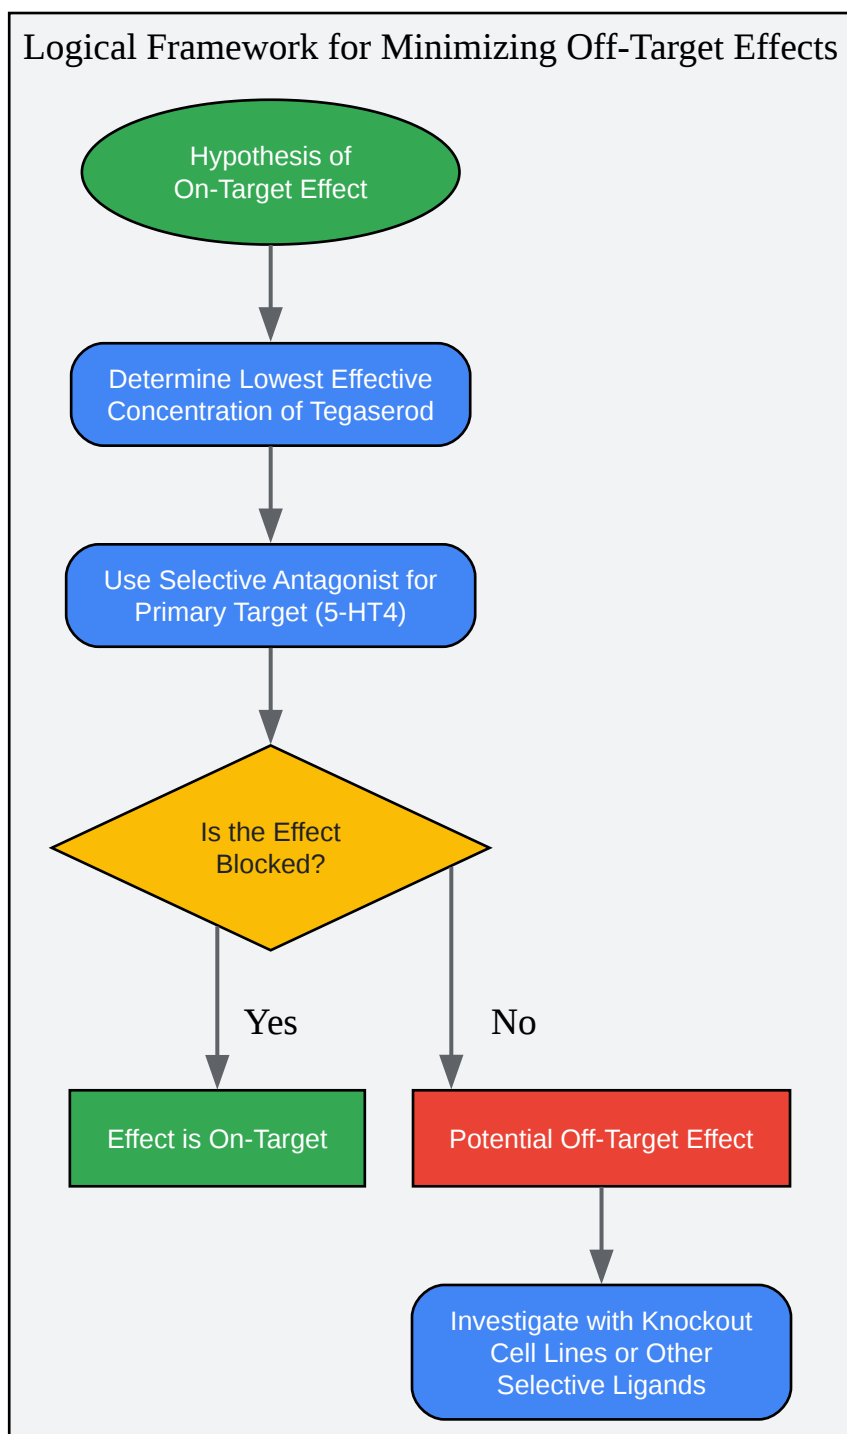 Logical Framework for Minimizing Off-Target Effects
Hypothesis of
On-Target Effect
Determine Lowest Effective
Concentration of Tegaserod
Use Selective Antagonist for
Primary Target (5-HT4)
Is the Effect
Blocked?
Yes
No
Effect is On-Target
Potential Off-Target Effect
Investigate with Knockout
Cell Lines or Other
Selective Ligands